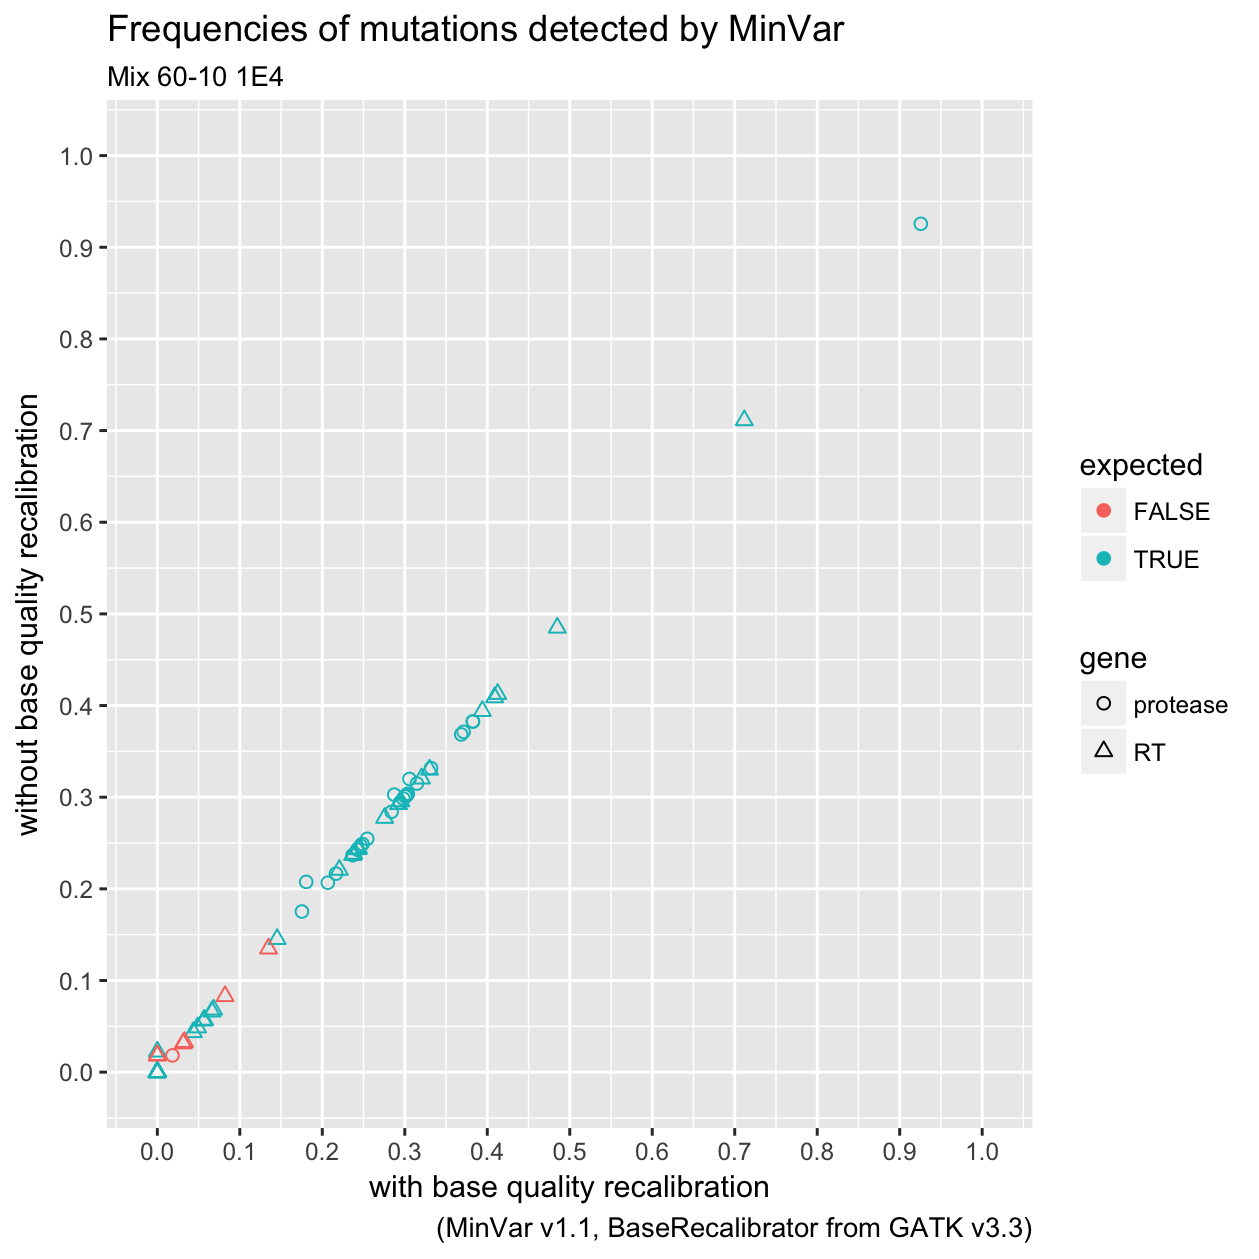 Frequencies of mutations detected by MinVar
Mix 60-10 1E4
without base quality recalibration
1.0
0.9
0.8
0.7
0.6
0.5
0.4
0.3
0.2
0.1
0.0
0.0 0.1 0.2 0.3 0.4 0.5 0.6 0.7 0.8 0.9 1.0
with base quality recalibration
(MinVar v1.1, BaseRecalibrator from GATK v3.3)
expected
FALSE
TRUE
gene
protease
RT